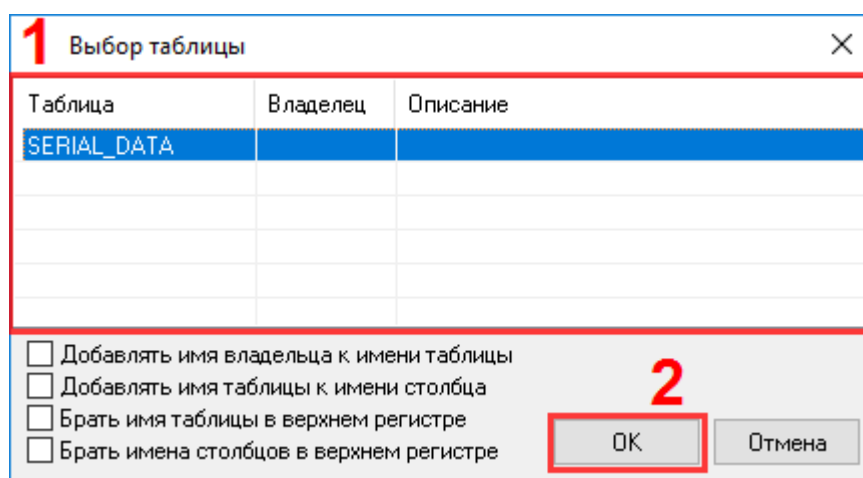 1 Выбор таблицы
Таблица Владелец Описание
SERIAL_DATA
Добавлять имя владельца к имени таблицы
Добавлять имя таблицы к имени столбца
2
Брать имя таблицы в верхнем регистре
Брать имена столбцов в верхнем регистре
OK Отмена